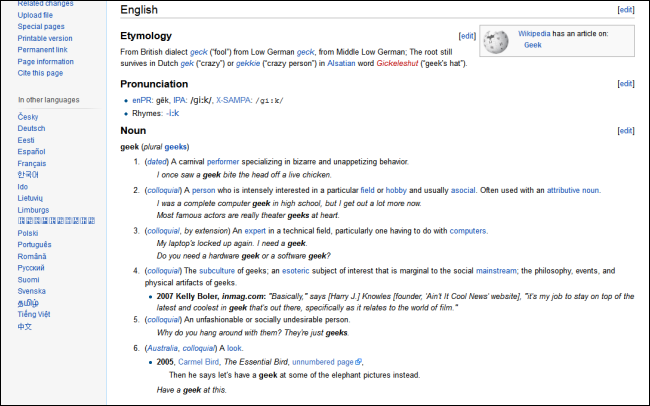 Related changes
Upload file
Special pages
Printable version
Permanent link
Page information
Cite this page
In other languages
Česky
Deutsch
Eesti
Español
Français
한국어
Ido
Lietuvių
Limburgs
Polski
Português
Română
Русский
Suomi
Svenska
தமிழ்
Tiếng Việt
中文
English [edit]
Etymology [edit]
Wikipedia has an article on:
Geek
From British dialect geck (“fool”) from Low German geck, from Middle Low German; The root still
survives in Dutch gek (“crazy”) or gekkie (“crazy person”) in Alsatian word Gickeleshut (“geek's hat”).
Pronunciation [edit]
• enPR: gēk, IPA: /ɡiːk/, X-SAMPA: /gi:k/
• Rhymes: -iːk
Noun [edit]
geek (plural geeks)
1. (dated) A carnival performer specializing in bizarre and unappetizing behavior.
I once saw a geek bite the head off a live chicken.
2. (colloquial) A person who is intensely interested in a particular field or hobby and usually asocial. Often used with an attributive noun.
I was a complete computer geek in high school, but I get out a lot more now.
Most famous actors are really theater geeks at heart.
3. (colloquial, by extension) An expert in a technical field, particularly one having to do with computers.
My laptop's locked up again. I need a geek.
Do you need a hardware geek or a software geek?
4. (colloquial) The subculture of geeks; an esoteric subject of interest that is marginal to the social mainstream; the philosophy, events, and
physical artifacts of geeks.
• 2007 Kelly Boler, inmag.com: "Basically," says [Harry J.] Knowles [founder, 'Ain't It Cool News' website], "it's my job to stay on top of the
latest and coolest in geek that's out there, specifically as it relates to the world of film."
5. (colloquial) An unfashionable or socially undesirable person.
Why do you hang around them? They're just geeks.
6. (Australia, colloquial) A look.
• 2005, Carmel Bird, The Essential Bird, unnumbered page,
Then he says let's have a geek at some of the elephant pictures instead.
Have a geek at this.